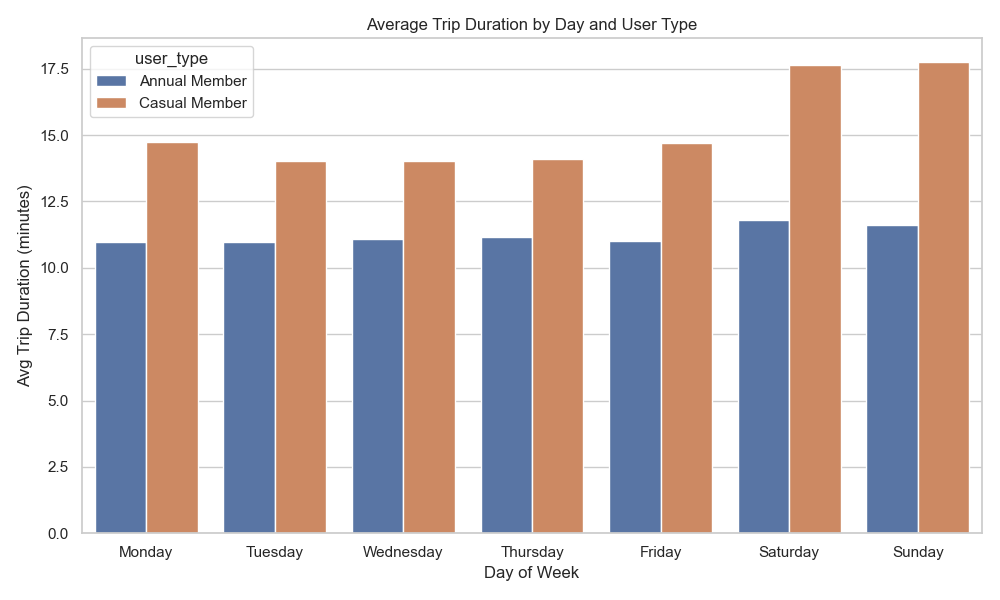 Average Trip Duration by Day and User Type
user_type
Annual Member
Casual Member
Avg Trip Duration (minutes)
17.5
15.0
12.5
10.0
7.5
5.0
2.5
0.0
Monday Tuesday Wednesday Thursday Friday Saturday Sunday
Day of Week